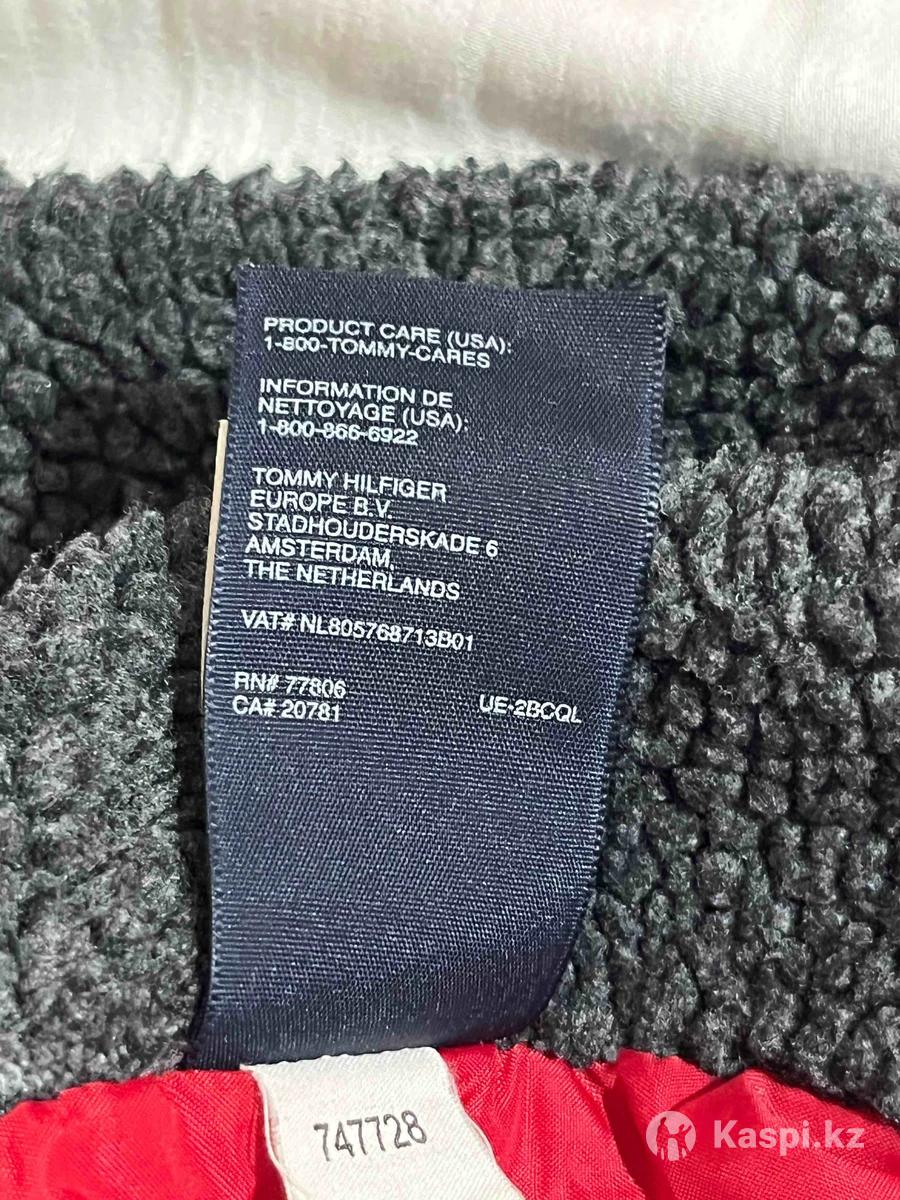 PRODUCT CARE (USA):
1-800-TOMMY-CARES
INFORMATION DE
NETTOYAGE (USA):
1-800-866-6922
TOMMY HILFIGER
EUROPE B.V.
STADHOUDERSKADE 6
AMSTERDAM,
THE NETHERLANDS
VAT# NL805768713B01
RN# 77806
CA# 20781 UE-2BCQL
747728
Kaspi.kz